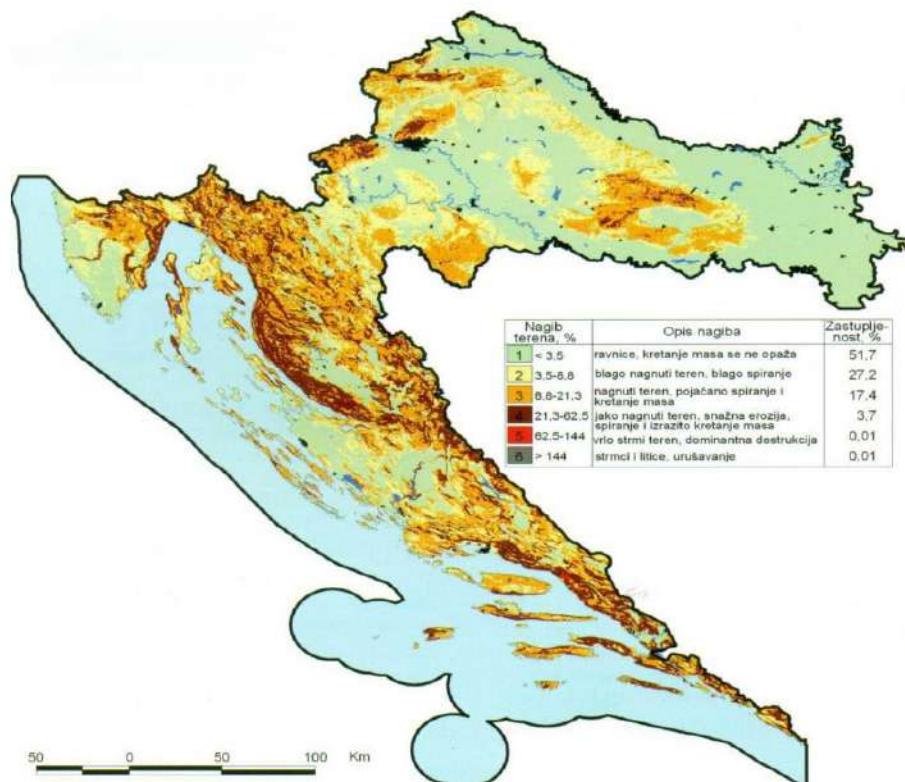 Nagib terena, %
Opis nagiba
Zastuplje-nost, %
1 < 3,5 ravnice, kretanje masa se ne opaža 51.7
2 3,5-8,8 blago nagnuti teren, blago spiranje 27,2
3 8,8-21,3 nagnuti teren, pojačano spiranje i kretanje masa 17.4
4 21,3-62,5 jako nagnuti teren, snažna erozija, spiranje i izrazito kretanje masa 3.7
5 62.5-144 vrlo strmi teren, dominantna destrukcija 0,01
6 > 144 strmci i litice, urušavanje 0,01
50 0 50 100 Km